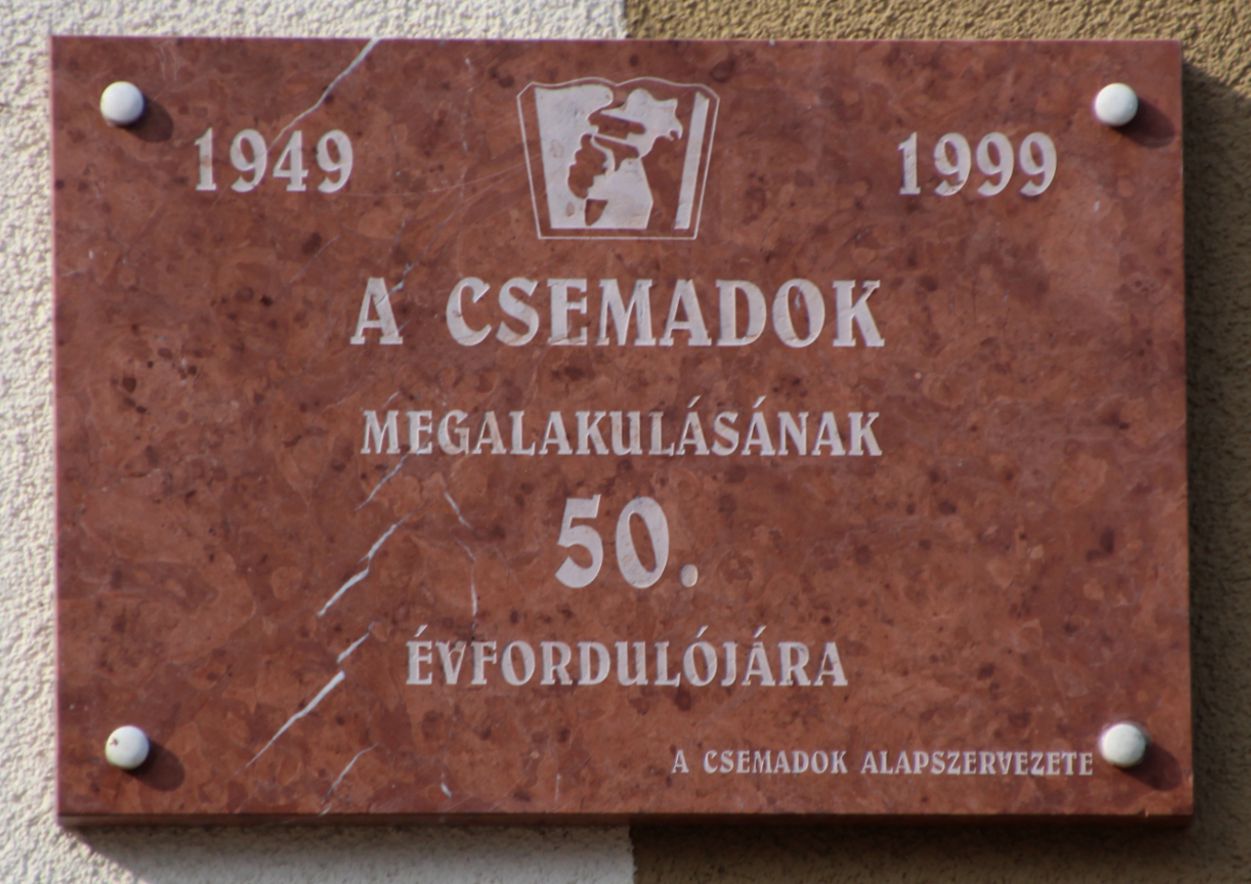 1949 1999
A CSEMADOK
MEGALAKULÁSÁNAK
50.
ÉVFORDULÓJÁRA
A CSEMADOK ALAPSZERVEZETE